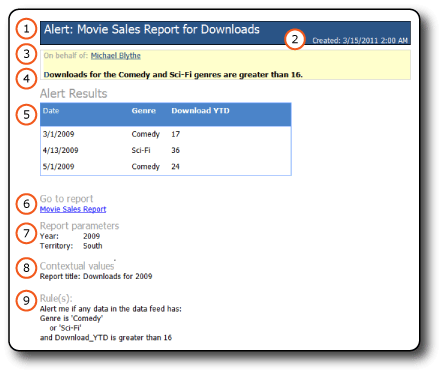 1 Alert: Movie Sales Report for Downloads
2 Created: 3/15/2011 2:00 AM
3 On behalf of: Michael Blythe
4 Downloads for the Comedy and Sci-Fi genres are greater than 16.
Alert Results
5 Date Genre Download YTD
3/1/2009 Comedy 17
4/13/2009 Sci-Fi 36
5/1/2009 Comedy 24
6 Go to report
Movie Sales Report
7 Report parameters
Year: 2009
Territory: South
8 Contextual values
Report title: Downloads for 2009
9 Rule(s):
Alert me if any data in the data feed has:
Genre is 'Comedy'
or 'Sci-Fi'
and Download_YTD is greater than 16